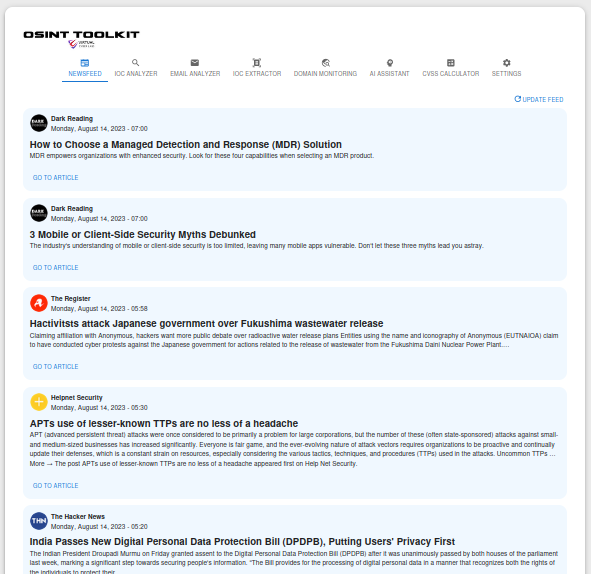 OSINT TOOLKIT
VIRTUAL
NEWSFEED IOC ANALYZER EMAIL ANALYZER IOC EXTRACTOR DOMAIN MONITORING AI ASSISTANT CVSS CALCULATOR SETTINGS
UPDATE FEED
DARK
Dark Reading
Monday, August 14, 2023 - 07:00
How to Choose a Managed Detection and Response (MDR) Solution
MDR empowers organizations with enhanced security. Look for these four capabilities when selecting an MDR product.
GO TO ARTICLE
DARK
Dark Reading
Monday, August 14, 2023 - 07:00
3 Mobile or Client-Side Security Myths Debunked
The industry's understanding of mobile or client-side security is too limited, leaving many mobile apps vulnerable. Don't let these three myths lead you astray.
GO TO ARTICLE
The Register
Monday, August 14, 2023 - 05:58
Hactivists attack Japanese government over Fukushima wastewater release
Claiming affiliation with Anonymous, hackers want more public debate over radioactive water release plans Entities using the name and iconography of Anonymous (EUTNAIOA) claim
to have conducted cyber protests against the Japanese government for actions related to the release of wastewater from the Fukushima Daini Nuclear Power Plant....
GO TO ARTICLE
Helpnet Security
Monday, August 14, 2023 - 05:30
APTs use of lesser-known TTPs are no less of a headache
APT (advanced persistent threat) attacks were once considered to be primarily a problem for large corporations, but the number of these (often state-sponsored) attacks against small-
and medium-sized businesses has increased significantly. Everyone is fair game, and the ever-evolving nature of attack vectors requires organizations to be proactive and continually
update their defenses, which is a constant strain on resources, especially considering the various tactics, techniques, and procedures (TTPs) used in the attacks. Uncommon TTPs ...
More → The post APTs use of lesser-known TTPs are no less of a headache appeared first on Help Net Security.
GO TO ARTICLE
THN
The Hacker News
Monday, August 14, 2023 - 05:20
India Passes New Digital Personal Data Protection Bill (DPDPB), Putting Users' Privacy First
The Indian President Droupadi Murmu on Friday granted assent to the Digital Personal Data Protection Bill (DPDPB) after it was unanimously passed by both houses of the parliament
last week, marking a significant step towards securing people's information. "The Bill provides for the processing of digital personal data in a manner that recognizes both the rights of
the individuals to protect their